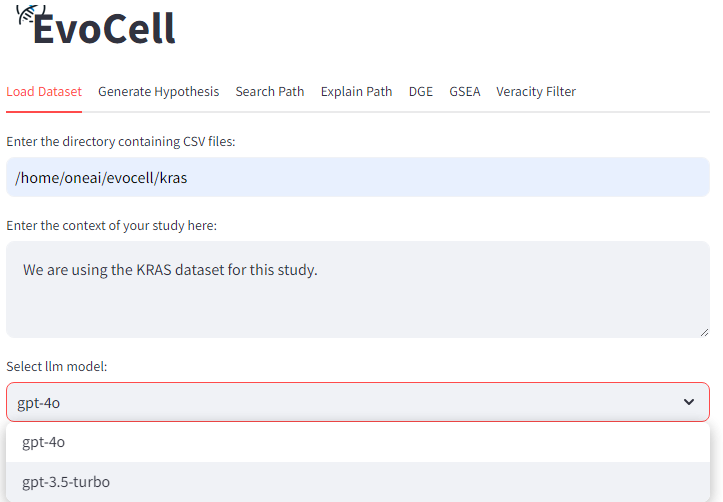 EvoCell
Load Dataset Generate Hypothesis Search Path Explain Path DGE GSEA Veracity Filter
Enter the directory containing CSV files:
/home/oneai/evocell/kras
Enter the context of your study here:
We are using the KRAS dataset for this study.
Select llm model:
gpt-4o
gpt-4o
gpt-3.5-turbo